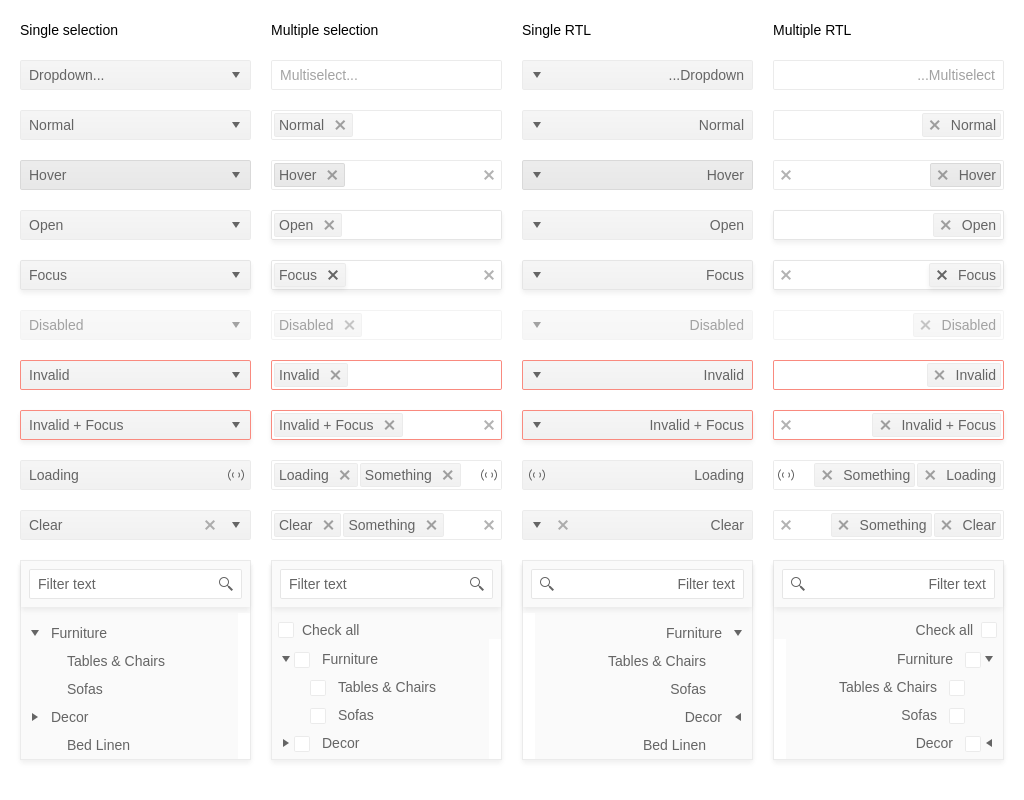 Single selection
Multiple selection
Single RTL
Multiple RTL
Dropdown...
Multiselect...
...Dropdown
...Multiselect
Normal
Normal
Normal
Normal
Hover
Hover
Hover
Hover
Open
Open
Open
Open
Focus
Focus
Focus
Focus
Disabled
Disabled
Disabled
Disabled
Invalid
Invalid
Invalid
Invalid
Invalid + Focus
Invalid + Focus
Invalid + Focus
Invalid + Focus
Loading
Loading Something
Loading
Something Loading
Clear
Clear Something
Clear
Something Clear
Filter text
Filter text
Filter text
Filter text
Furniture
Tables & Chairs
Sofas
Decor
Bed Linen
Check all
Furniture
Tables & Chairs
Sofas
Decor
Furniture
Tables & Chairs
Sofas
Decor
Bed Linen
Check all
Furniture
Tables & Chairs
Sofas
Decor